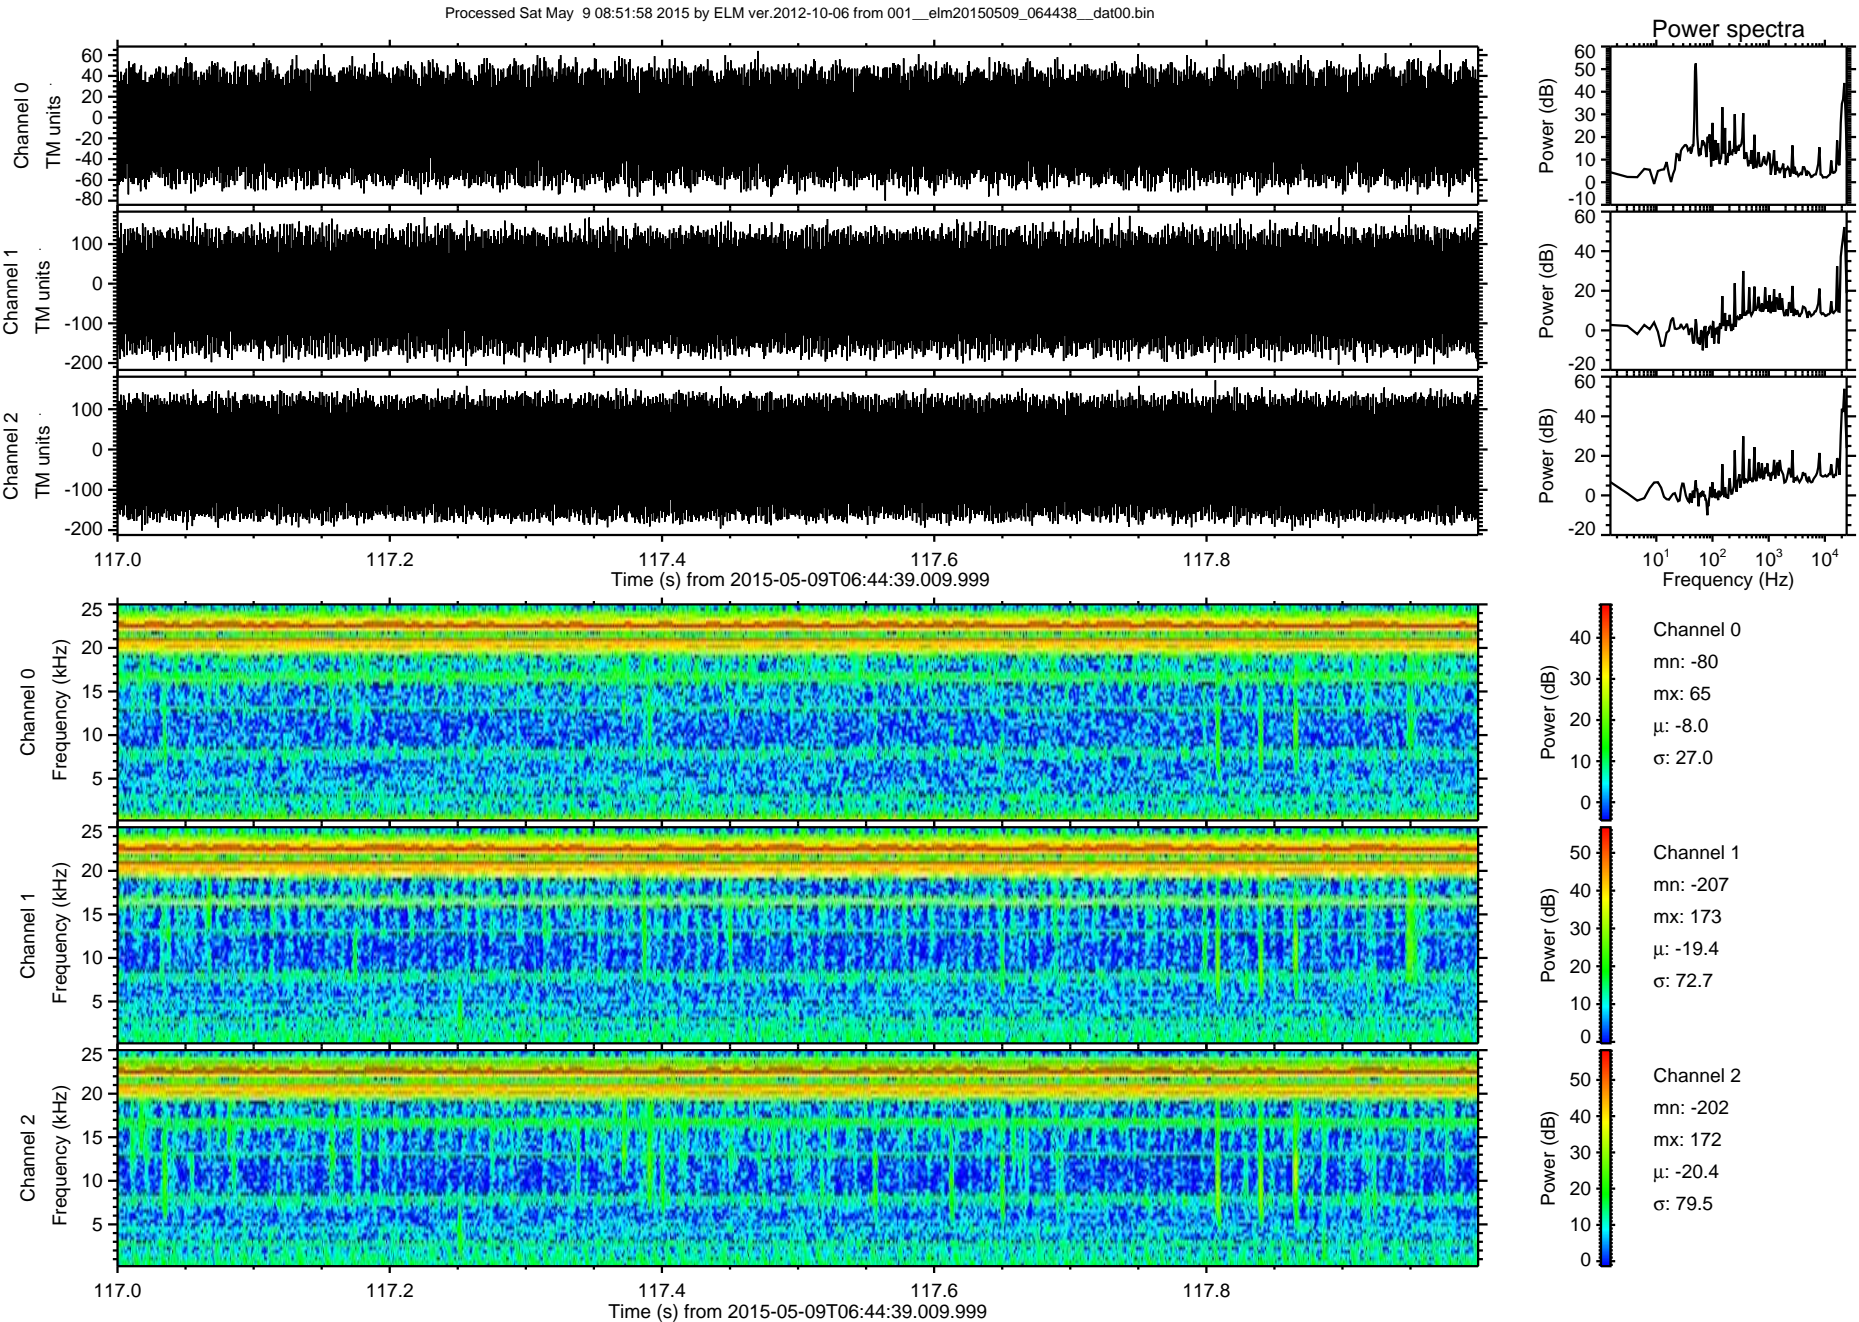 Processed Sat May  9 08:51:58 2015 by ELM ver.2012-10-06 from 001__elm20150509_064438__dat00.bin
Power spectra
Channel 0
TM units
60
40
20
0
-20
-40
-60
-80
Power (dB)
60
50
40
30
20
10
0
-10
Channel 1
TM units
100
0
-100
-200
Power (dB)
60
40
20
0
-20
Channel 2
TM units
100
0
-100
-200
Power (dB)
60
40
20
0
-20
117.0 117.2 117.4 117.6 117.8
Time (s) from 2015-05-09T06:44:39.009.999
10¹ 10² 10³ 10⁴
Frequency (Hz)
Channel 0
Frequency (kHz)
25
20
15
10
5
Power (dB)
40
30
20
10
0
Channel 0
mn: -80
mx: 65
μ: -8.0
σ: 27.0
Channel 1
Frequency (kHz)
25
20
15
10
5
Power (dB)
50
40
30
20
10
0
Channel 1
mn: -207
mx: 173
μ: -19.4
σ: 72.7
Channel 2
Frequency (kHz)
25
20
15
10
5
Power (dB)
50
40
30
20
10
0
Channel 2
mn: -202
mx: 172
μ: -20.4
σ: 79.5
117.0 117.2 117.4 117.6 117.8
Time (s) from 2015-05-09T06:44:39.009.999